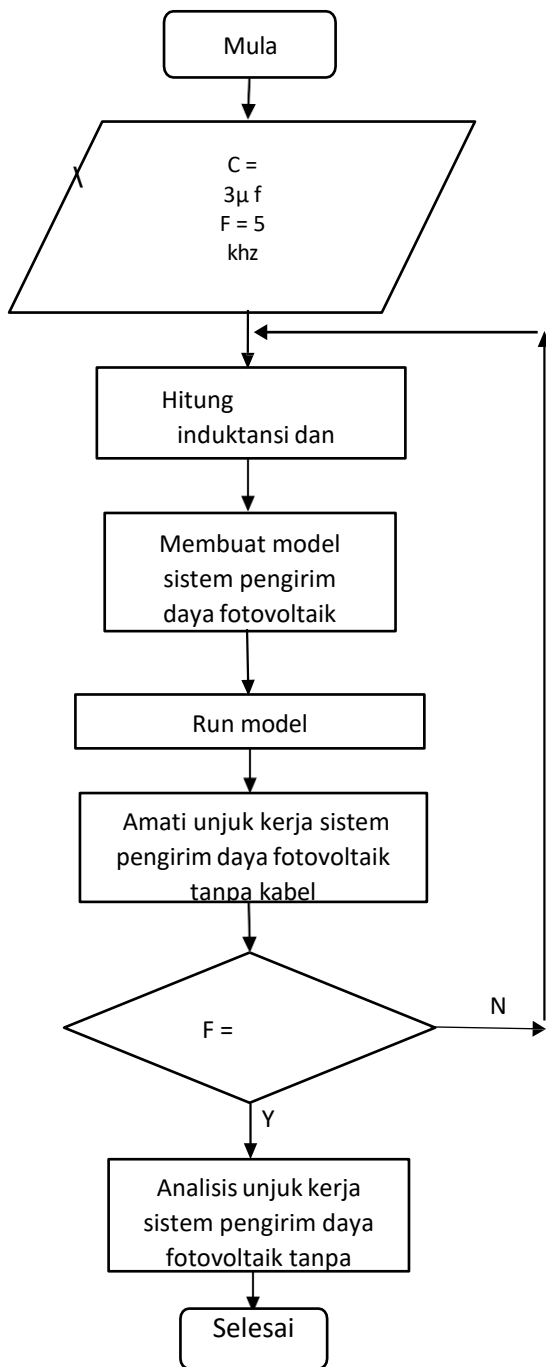 Mula
C =
3µ f
F = 5
khz
Hitung
induktansi dan
Membuat model
sistem pengirim
daya fotovoltaik
Run model
Amati unjuk kerja sistem
pengirim daya fotovoltaik
tanpa kabel
F =
N
Y
Analisis unjuk kerja
sistem pengirim daya
fotovoltaik tanpa
Selesai